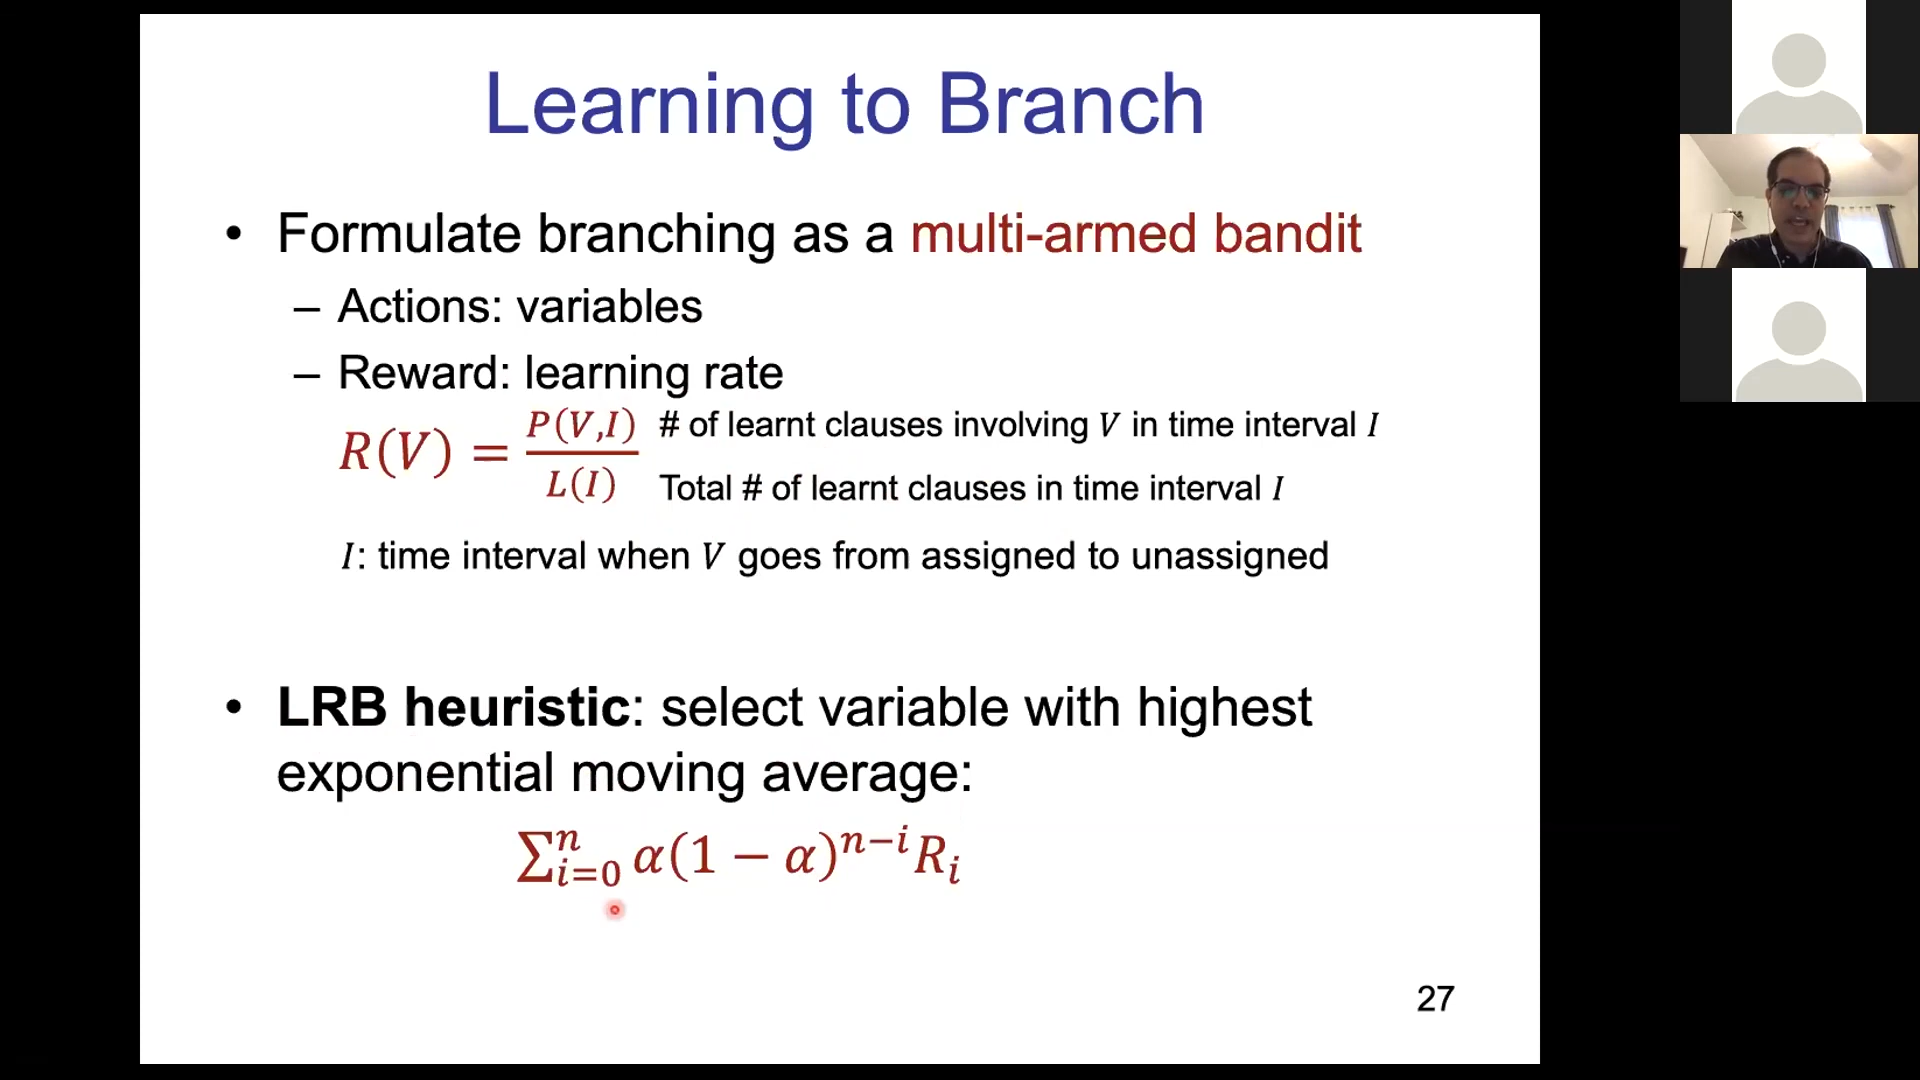 Learning to Branch
• Formulate branching as a multi-armed bandit
– Actions: variables
– Reward: learning rate
R(V) = P(V,I) / L(I)
# of learnt clauses involving V in time interval I
Total # of learnt clauses in time interval I
I: time interval when V goes from assigned to unassigned
• LRB heuristic: select variable with highest
exponential moving average:
∑ⁿᵢ₌₀ α(1 − α)ⁿ⁻ⁱRᵢ
27